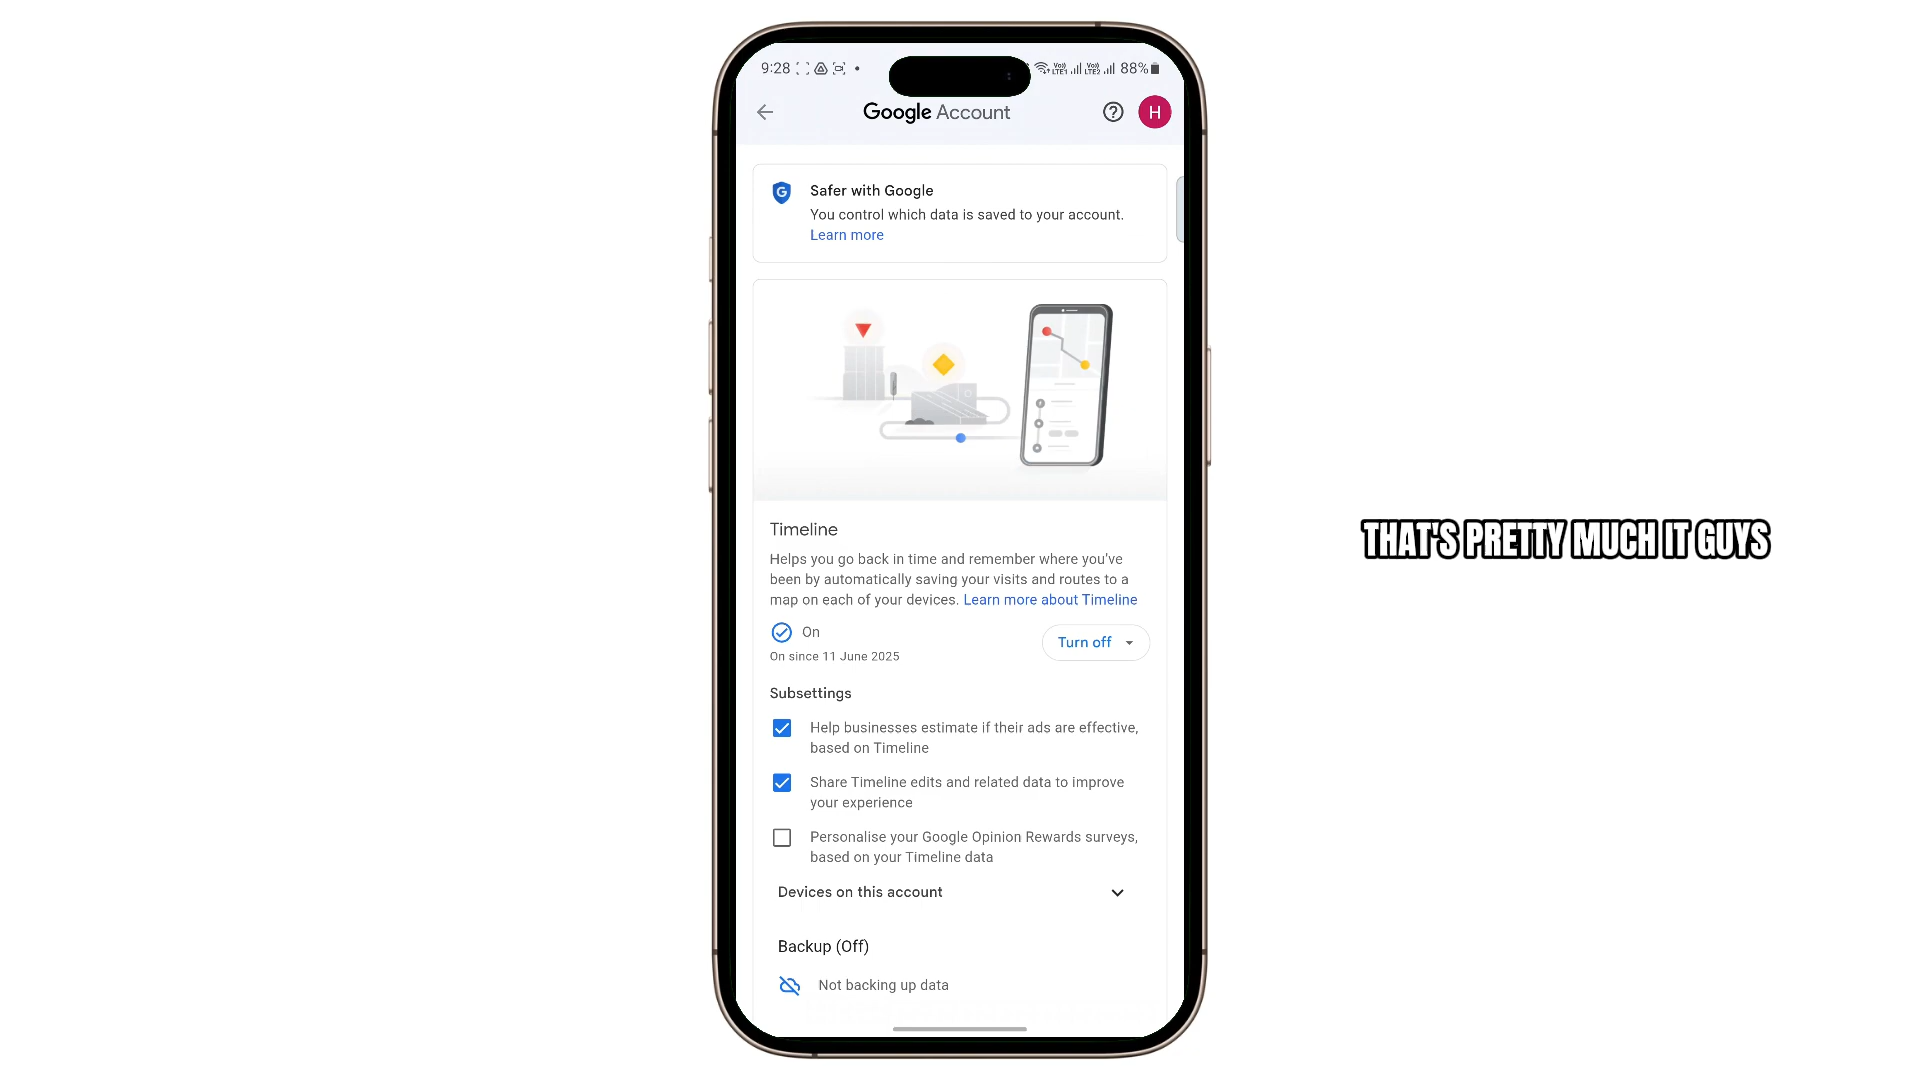 9:28
Vo)) LTE1 Vo)) LTE2 88%
Google Account
H
Safer with Google
You control which data is saved to your account.
Learn more
Timeline
Helps you go back in time and remember where you've
been by automatically saving your visits and routes to a
map on each of your devices. Learn more about Timeline
On
On since 11 June 2025
Turn off
Subsettings
Help businesses estimate if their ads are effective,
based on Timeline
Share Timeline edits and related data to improve
your experience
Personalise your Google Opinion Rewards surveys,
based on your Timeline data
Devices on this account
Backup (Off)
Not backing up data
THAT'S PRETTY MUCH IT GUYS